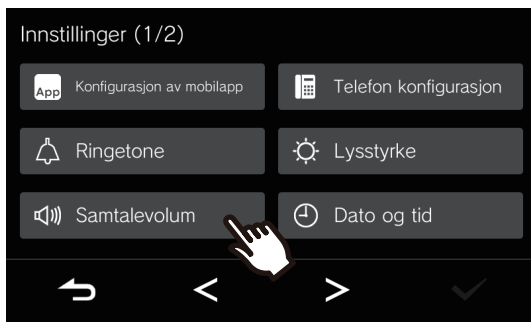 Innstillinger (1/2)
App Konfigurasjon av mobilapp
Telefon konfigurasjon
Ringetone
Lysstyrke
Samtalevolum
Dato og tid